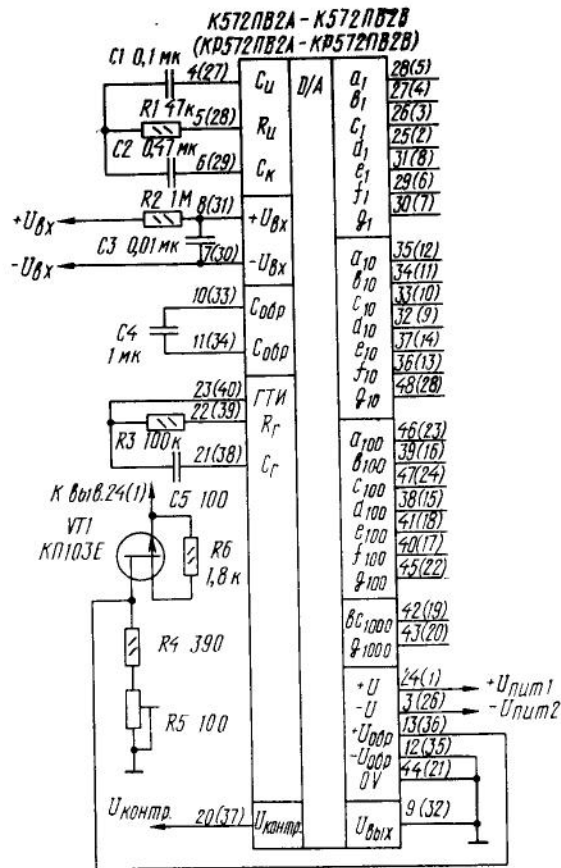 К572ПВ2А - К572ПВ2В
(КР572ПВ2А-КР572ПВ2В)
C1 0,1 мк
4(27)
R1 47к
5(28)
C2 0,47 мк
6(29)
R2 1М
8(31)
+Uвх
C3 0,01 мк
7(30)
-Uвх
10(33)
C4
1 мк
11(34)
23(40)
22(39)
R3 100к
21(38)
C5 100
К выв.24(1)
VT1
КП103Е
R6
1,8 к
R4 390
R5 100
Uконтр.
20(37)
Cи
Rи
Cк
+Uвх
-Uвх
Cобр
Cобр
ГТИ
Rг
Cг
Uконтр.
D/A
a1
в1
c1
d1
e1
f1
g1
28(5)
27(4)
26(3)
25(2)
31(8)
29(6)
30(7)
a10
в10
c10
d10
e10
f10
g10
35(12)
34(11)
33(10)
32(9)
37(14)
36(13)
48(28)
a100
в100
c100
d100
e100
f100
g100
46(23)
39(16)
47(24)
38(15)
41(18)
40(17)
45(22)
вc1000
g1000
42(19)
43(20)
+U
-U
+Uобр
-Uобр
0V
24(1)
3(26)
13(36)
12(35)
44(21)
+Uпит1
-Uпит2
Uвых
9(32)